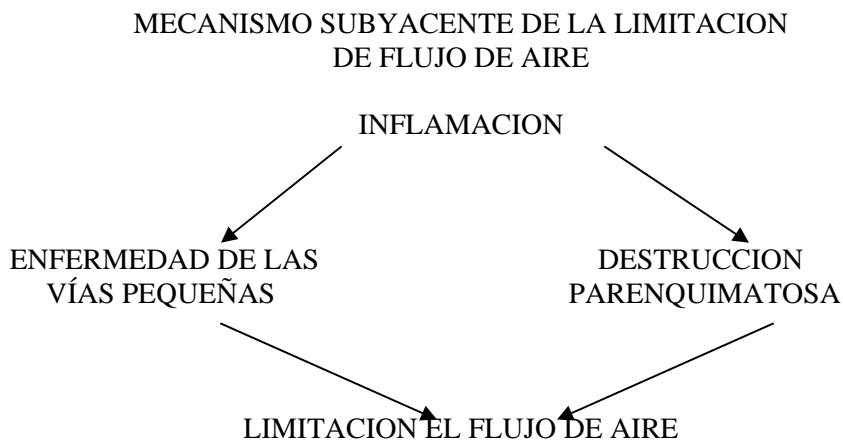 MECANISMO SUBYACENTE DE LA LIMITACION
DE FLUJO DE AIRE
INFLAMACION
ENFERMEDAD DE LAS
VÍAS PEQUEÑAS
DESTRUCCION
PARENQUIMATOSA
LIMITACION EL FLUJO DE AIRE